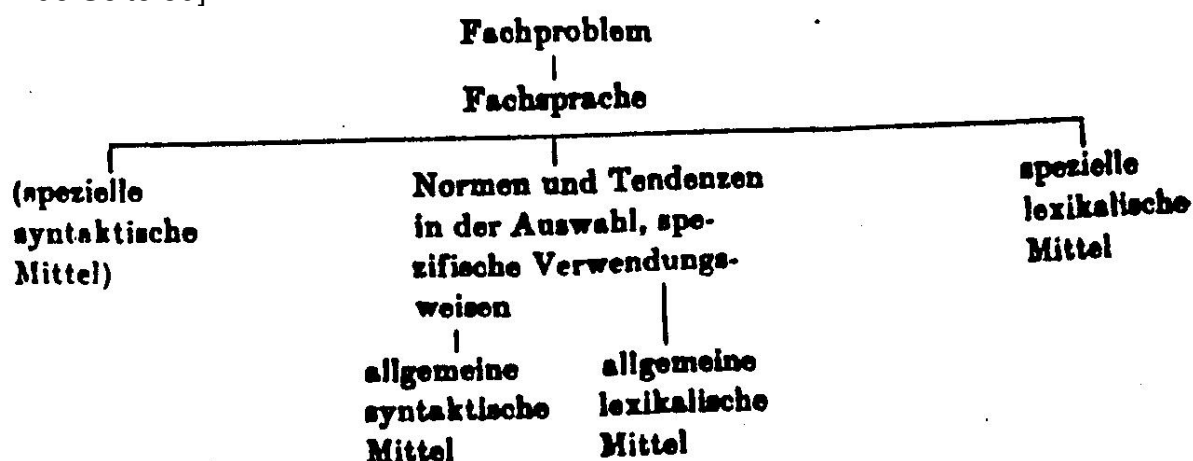 Fachproblem
Fachsprache
(spezielle
syntaktische
Mittel)
Normen und Tendenzen
in der Auswahl, spe-
zifische Verwendungs-
weisen
spezielle
lexikalische
Mittel
allgemeine
syntaktische
Mittel
allgemeine
lexikalische
Mittel